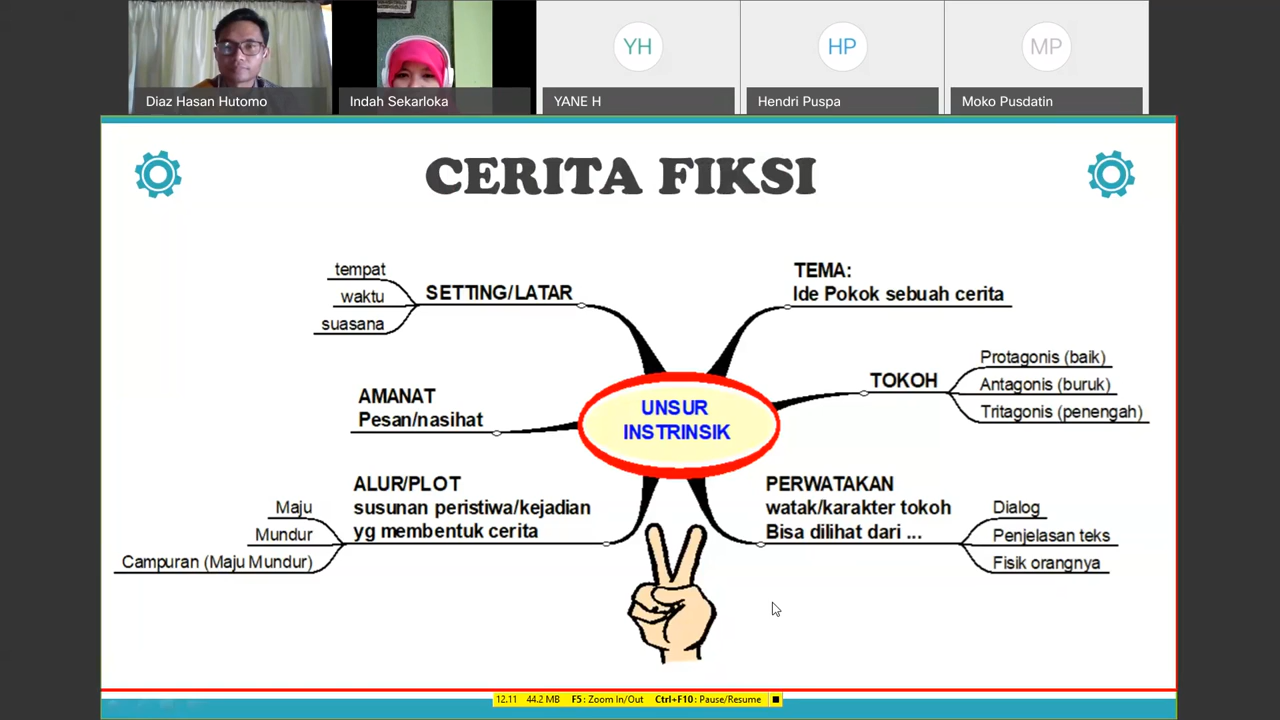 YH
HP
MP
Diaz Hasan Hutomo
Indah Sekarloka
YANE H
Hendri Puspa
Moko Pusdatin
CERITA FIKSI
tempat
waktu
suasana
SETTING/LATAR
TEMA:
Ide Pokok sebuah cerita
AMANAT
Pesan/nasihat
UNSUR
INSTRINSIK
TOKOH
Protagonis (baik)
Antagonis (buruk)
Tritagonis (penengah)
ALUR/PLOT
susunan peristiwa/kejadian
yg membentuk cerita
Maju
Mundur
Campuran (Maju Mundur)
PERWATAKAN
watak/karakter tokoh
Bisa dilihat dari ...
Dialog
Penjelasan teks
Fisik orangnya
12.11 44.2 MB F5 : Zoom In/Out Ctrl+F10 : Pause/Resume